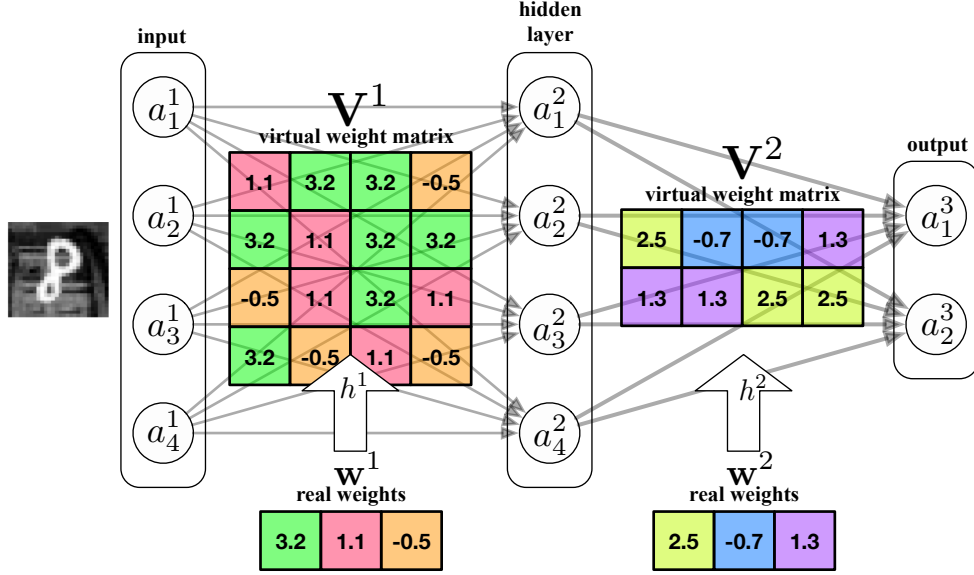 input
hidden
layer
output
a₁¹
a₂¹
a₃¹
a₄¹
V¹
virtual weight matrix
1.1 3.2 3.2 -0.5
3.2 1.1 3.2 3.2
-0.5 1.1 3.2 1.1
3.2 -0.5 1.1 -0.5
h¹
w¹
real weights
3.2 1.1 -0.5
a₁²
a₂²
a₃²
a₄²
V²
virtual weight matrix
2.5 -0.7 -0.7 1.3
1.3 1.3 2.5 2.5
h²
w²
real weights
2.5 -0.7 1.3
a₁³
a₂³